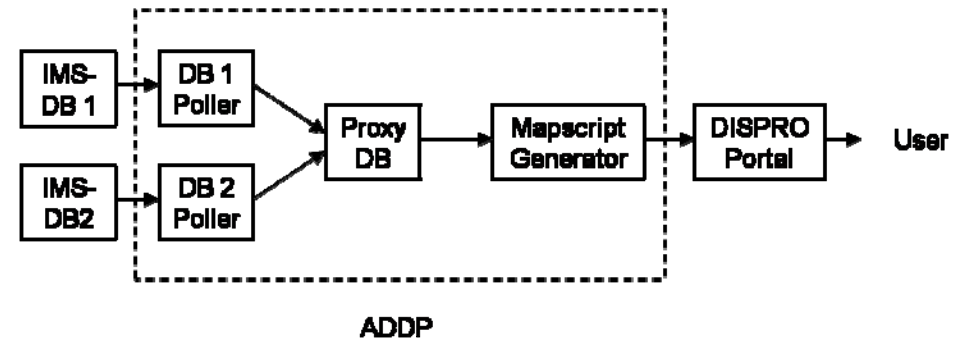 IMS-
DB 1
DB 1
Poller
Proxy
DB
Mapscript
Generator
DISPRO
Portal
User
IMS-
DB2
DB 2
Poller
ADDP